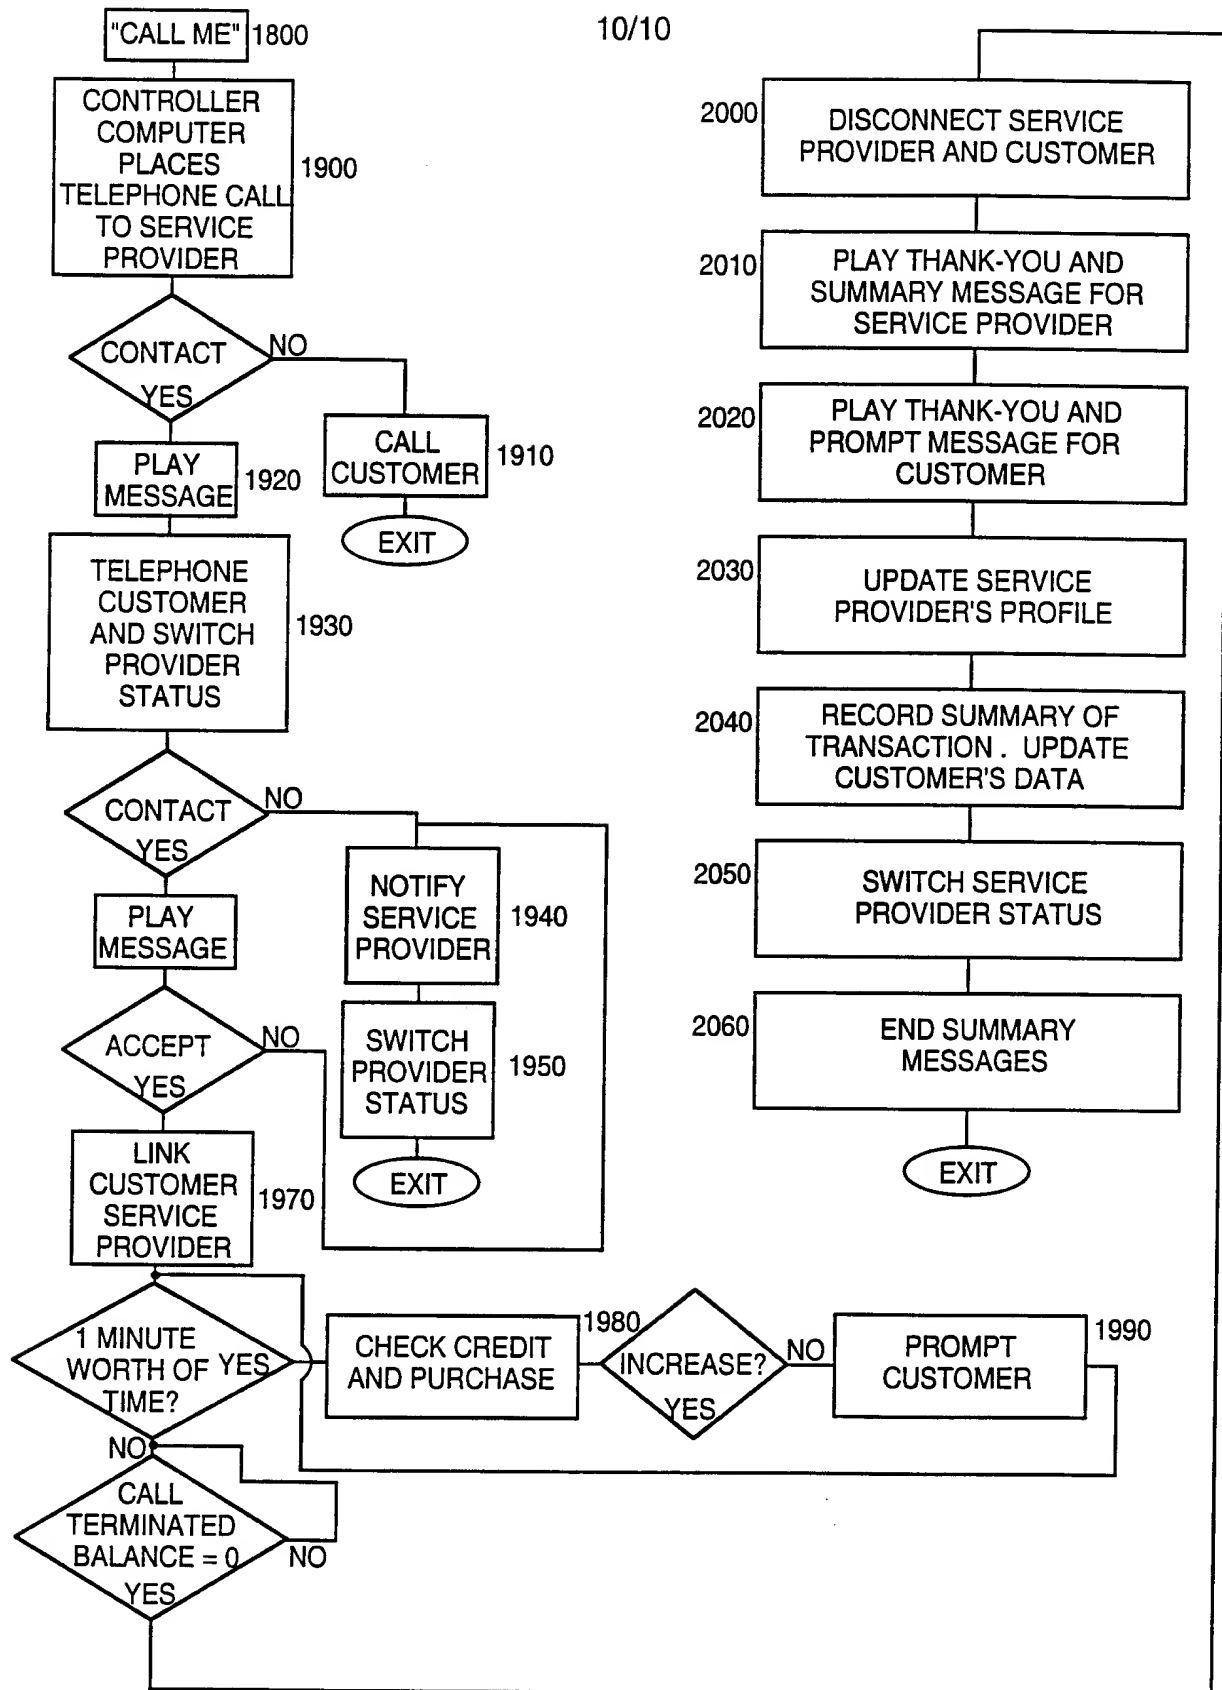 10/10
"CALL ME" 1800
CONTROLLER
COMPUTER
PLACES
TELEPHONE CALL
TO SERVICE
PROVIDER
1900
CONTACT
NO
YES
CALL
CUSTOMER
1910
EXIT
PLAY
MESSAGE
1920
TELEPHONE
CUSTOMER
AND SWITCH
PROVIDER
STATUS
1930
CONTACT
NO
YES
NOTIFY
SERVICE
PROVIDER
1940
SWITCH
PROVIDER
STATUS
1950
EXIT
PLAY
MESSAGE
ACCEPT
NO
YES
LINK
CUSTOMER
SERVICE
PROVIDER
1970
1 MINUTE
WORTH OF
TIME?
YES
NO
CHECK CREDIT
AND PURCHASE
1980
INCREASE?
NO
YES
PROMPT
CUSTOMER
1990
CALL
TERMINATED
BALANCE = 0
NO
YES
2000
DISCONNECT SERVICE
PROVIDER AND CUSTOMER
2010
PLAY THANK-YOU AND
SUMMARY MESSAGE FOR
SERVICE PROVIDER
2020
PLAY THANK-YOU AND
PROMPT MESSAGE FOR
CUSTOMER
2030
UPDATE SERVICE
PROVIDER'S PROFILE
2040
RECORD SUMMARY OF
TRANSACTION . UPDATE
CUSTOMER'S DATA
2050
SWITCH SERVICE
PROVIDER STATUS
2060
END SUMMARY
MESSAGES
EXIT